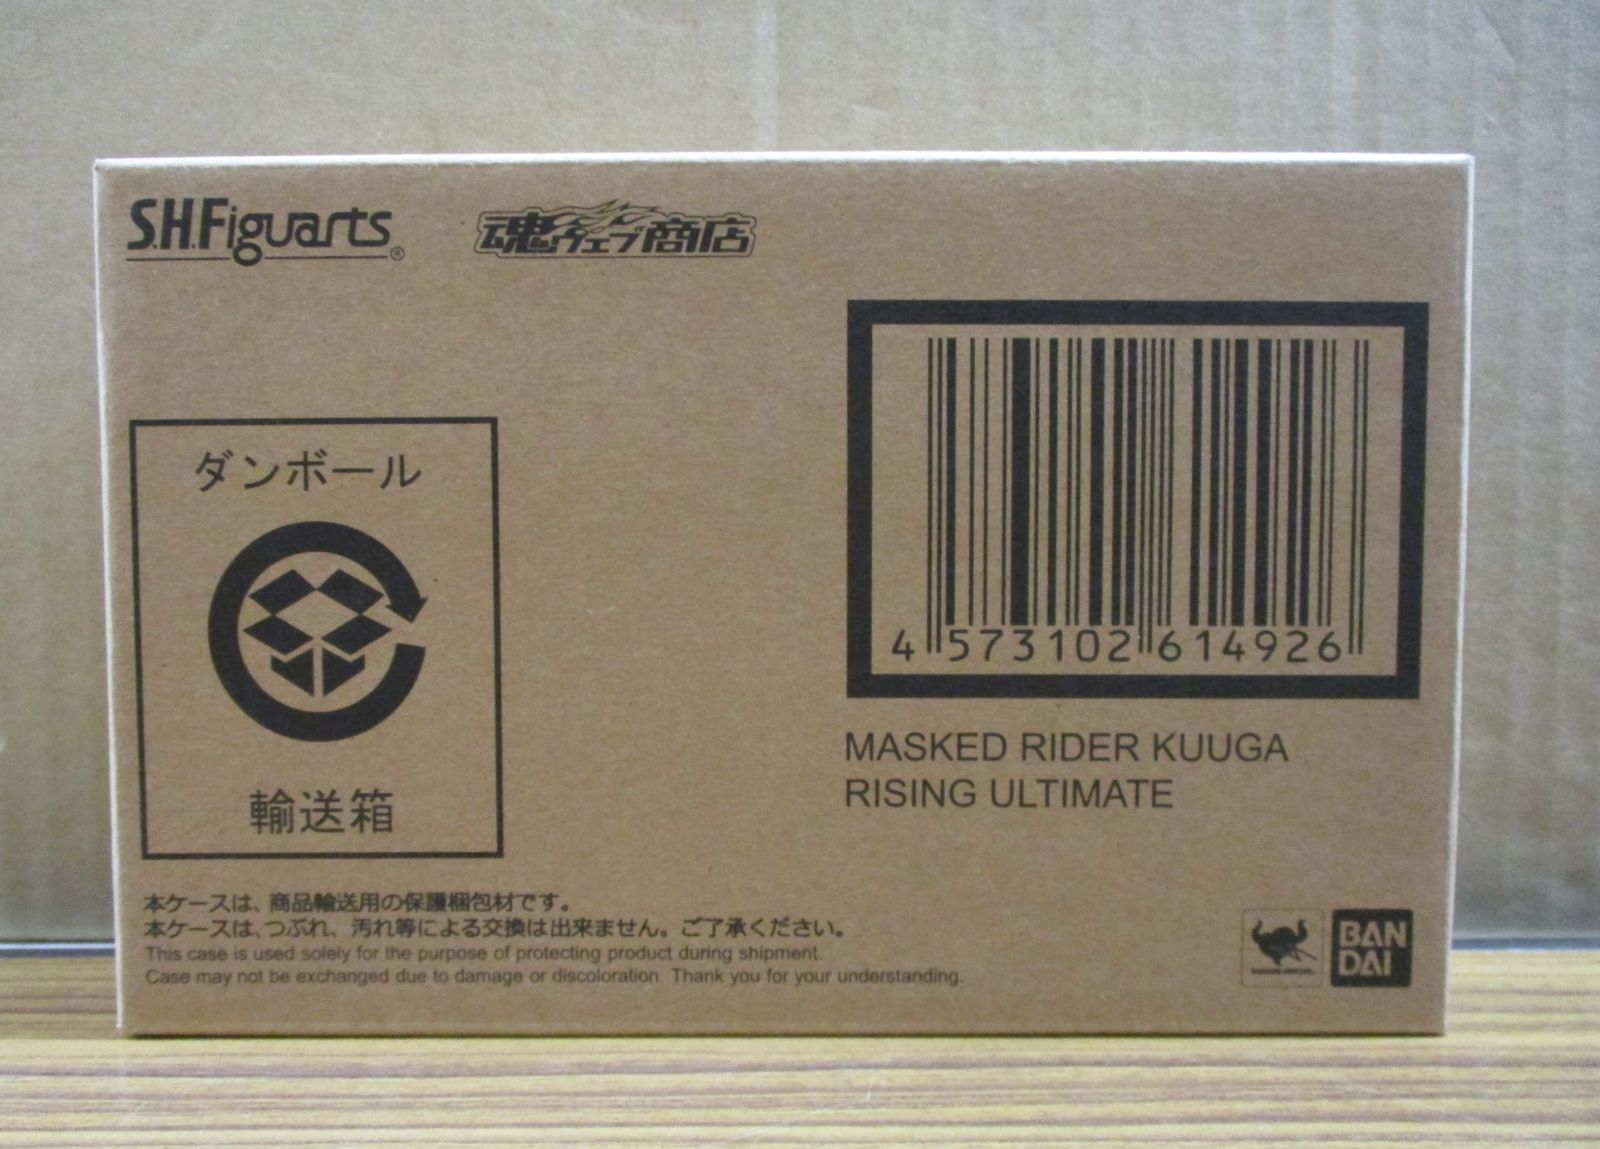 S.H.Figuarts®
魂ウェブ商店
4 573102 614926
MASKED RIDER KUUGA
RISING ULTIMATE
ダンボール
輸送箱
本ケースは、商品輸送用の保護梱包材です。
本ケースは、つぶれ、汚れ等による交換は出来ません。ご了承ください。
This case is used solely for the purpose of protecting product during shipment.
Case may not be exchanged due to damage or discoloration. Thank you for your understanding.
BAN
DAI